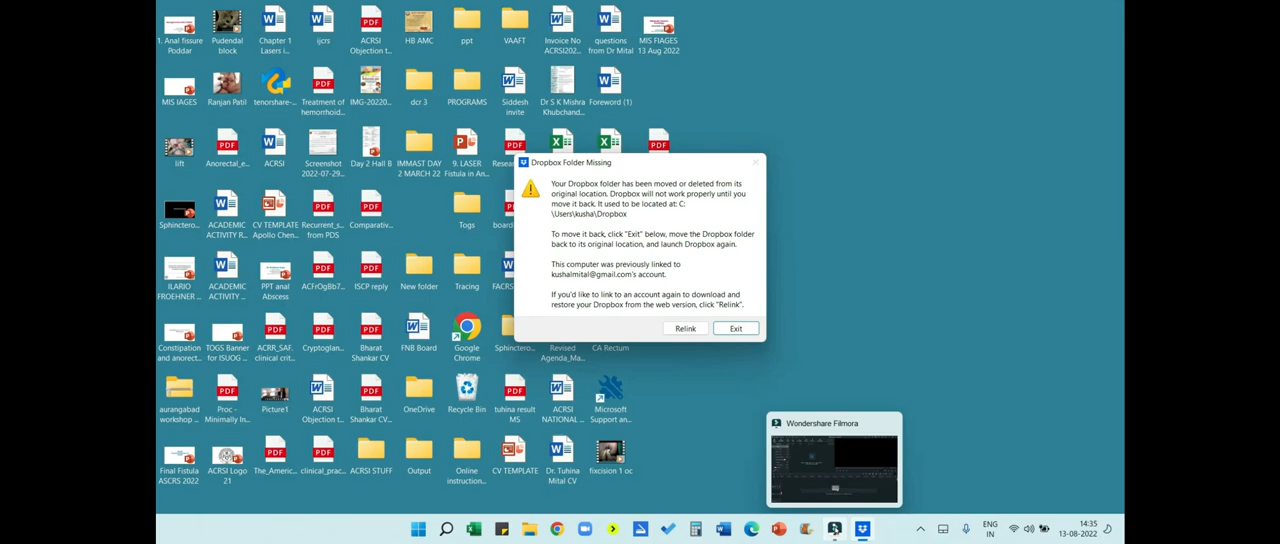 1. Anal fissure
Poddar
Pudendal
block
Chapter 1
Lasers i...
ijcrs
ACRSI
Objection t...
HB AMC
ppt
VAAFT
Invoice No
ACRSI202...
questions
from Dr Mital
MIS FIAGES
13 Aug 2022
MIS IAGES
Ranjan Patil
tenorshare-...
Treatment of
hemorrhoid...
IMG-20220...
dcr 3
PROGRAMS
Siddesh
invite
Dr S K Mishra
Khubchand...
Foreword (1)
lift
Anorectal_e...
ACRSI
Screenshot
2022-07-29...
Day 2 Hall B
IMMAST DAY
2 MARCH 22
9. LASER
Fistula in An...
Sphinctero...
ACADEMIC
ACTIVITY R...
CV TEMPLATE
Apollo Chen...
Recurrent_s...
from PDS
Comparativ...
Togs
ILARIO
FROEHNER ...
ACADEMIC
ACTIVITY ...
PPT anal
Abscess
ACFrOgBb7...
ISCP reply
New folder
Tracing
Constipation
and anorect...
TOGS Banner
for ISUOG ...
ACRR_SAF.
clinical crit...
Cryptoglan...
Bharat
Shankar CV
FNB Board
Google
Chrome
Sphinctero...
Revised
Agenda_Ma...
CA Rectum
aurangabad
workshop ...
Proc -
Minimally In...
Picture1
ACRSI
Objection t...
Bharat
Shankar CV...
OneDrive
Recycle Bin
tuhina result
MS
ACRSI
NATIONAL ...
Microsoft
Support an...
Final Fistula
ASCRS 2022
ACRSI Logo
21
The_Americ...
clinical_prac...
ACRSI STUFF
Output
Online
instruction...
CV TEMPLATE
Dr. Tuhina
Mital CV
fixcision 1 oc
Dropbox Folder Missing
Your Dropbox folder has been moved or deleted from its
original location. Dropbox will not work properly until you
move it back. It used to be located at: C:
\Users\kusha\Dropbox
To move it back, click "Exit" below, move the Dropbox folder
back to its original location, and launch Dropbox again.
This computer was previously linked to
kushalmital@gmail.com's account.
If you'd like to link to an account again to download and
restore your Dropbox from the web version, click "Relink".
Relink
Exit
Wondershare Filmora
ENG
IN
14:35
13-08-2022